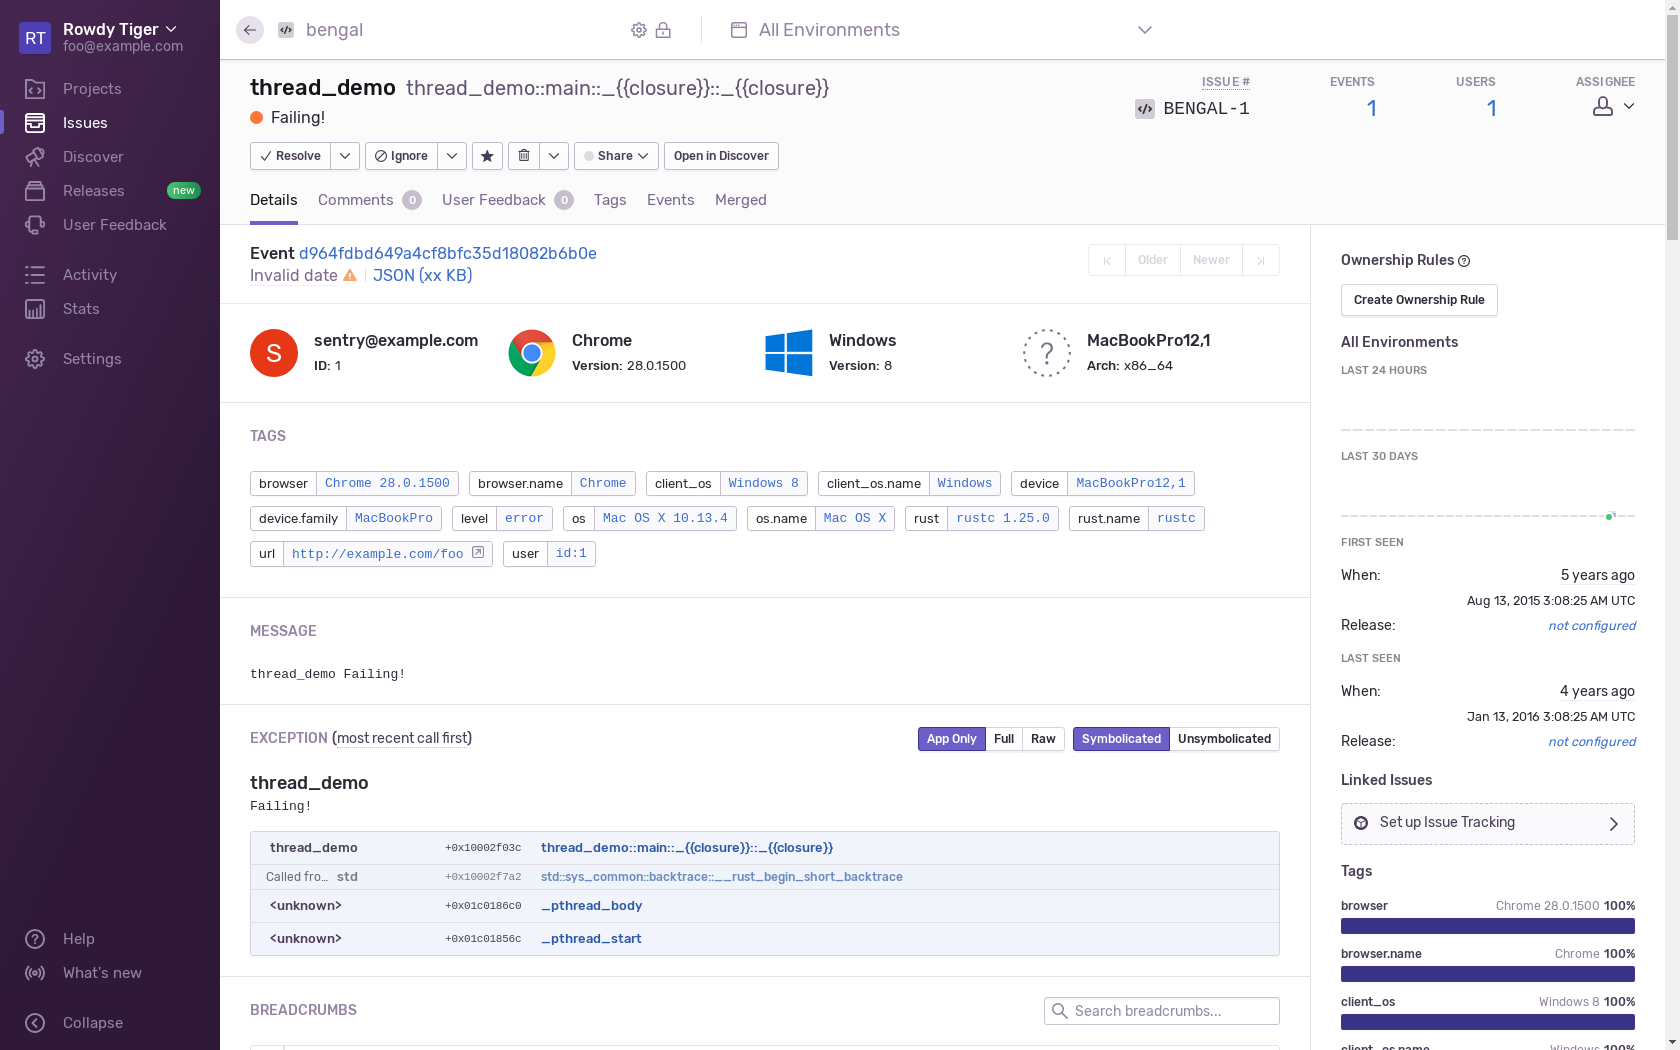 RT
Rowdy Tiger
foo@example.com
Projects
Issues
Discover
Releases
new
User Feedback
Activity
Stats
Settings
Help
What's new
Collapse
bengal
All Environments
thread_demo thread_demo::main::_{{closure}}::_{{closure}}
Failing!
ISSUE #
BENGAL-1
EVENTS
1
USERS
1
ASSIGNEE
Resolve
Ignore
Share
Open in Discover
Details
Comments 0
User Feedback 0
Tags
Events
Merged
Event d964fdbd649a4cf8bfc35d18082b6b0e
Invalid date
JSON (xx KB)
Older
Newer
S
sentry@example.com
ID: 1
Chrome
Version: 28.0.1500
Windows
Version: 8
?
MacBookPro12,1
Arch: x86_64
TAGS
browser Chrome 28.0.1500
browser.name Chrome
client_os Windows 8
client_os.name Windows
device MacBookPro12,1
device.family MacBookPro
level error
os Mac OS X 10.13.4
os.name Mac OS X
rust rustc 1.25.0
rust.name rustc
url http://example.com/foo
user id:1
MESSAGE
thread_demo Failing!
EXCEPTION (most recent call first)
App Only
Full
Raw
Symbolicated
Unsymbolicated
thread_demo
Failing!
thread_demo +0x10002f03c thread_demo::main::_{{closure}}::_{{closure}}
Called fro… std +0x10002f7a2 std::sys_common::backtrace::__rust_begin_short_backtrace
<unknown> +0x01c0186c0 _pthread_body
<unknown> +0x01c01856c _pthread_start
BREADCRUMBS
Search breadcrumbs...
Ownership Rules
Create Ownership Rule
All Environments
LAST 24 HOURS
LAST 30 DAYS
FIRST SEEN
When: 5 years ago
Aug 13, 2015 3:08:25 AM UTC
Release: not configured
LAST SEEN
When: 4 years ago
Jan 13, 2016 3:08:25 AM UTC
Release: not configured
Linked Issues
Set up Issue Tracking
Tags
browser Chrome 28.0.1500 100%
browser.name Chrome 100%
client_os Windows 8 100%
client_os.name Windows 100%